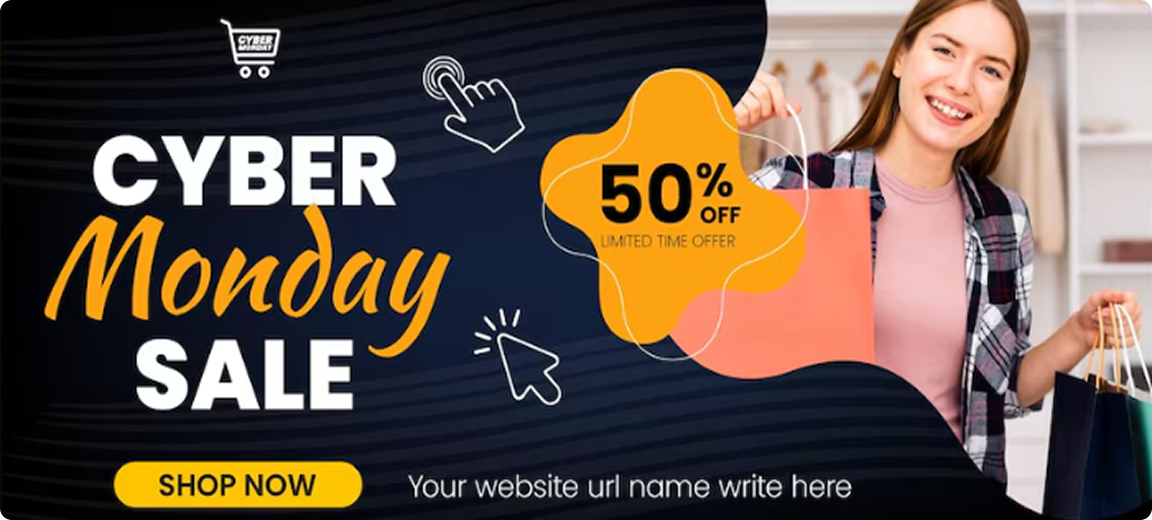 CYBER
MONDAY
CYBER
Monday
SALE
50%
OFF
LIMITED TIME OFFER
SHOP NOW
Your website url name write here